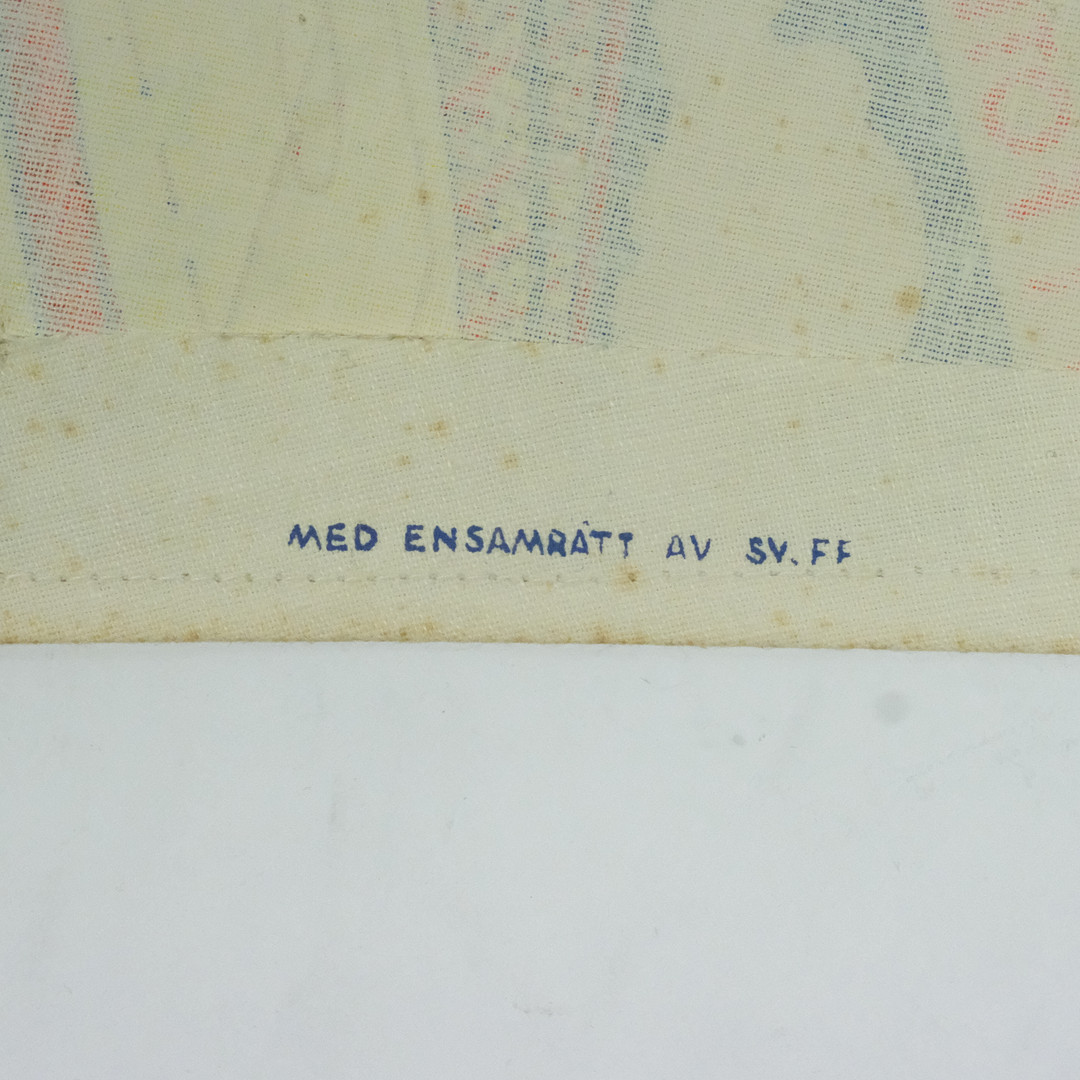 MED ENSAMRÄTT AV SV. FF